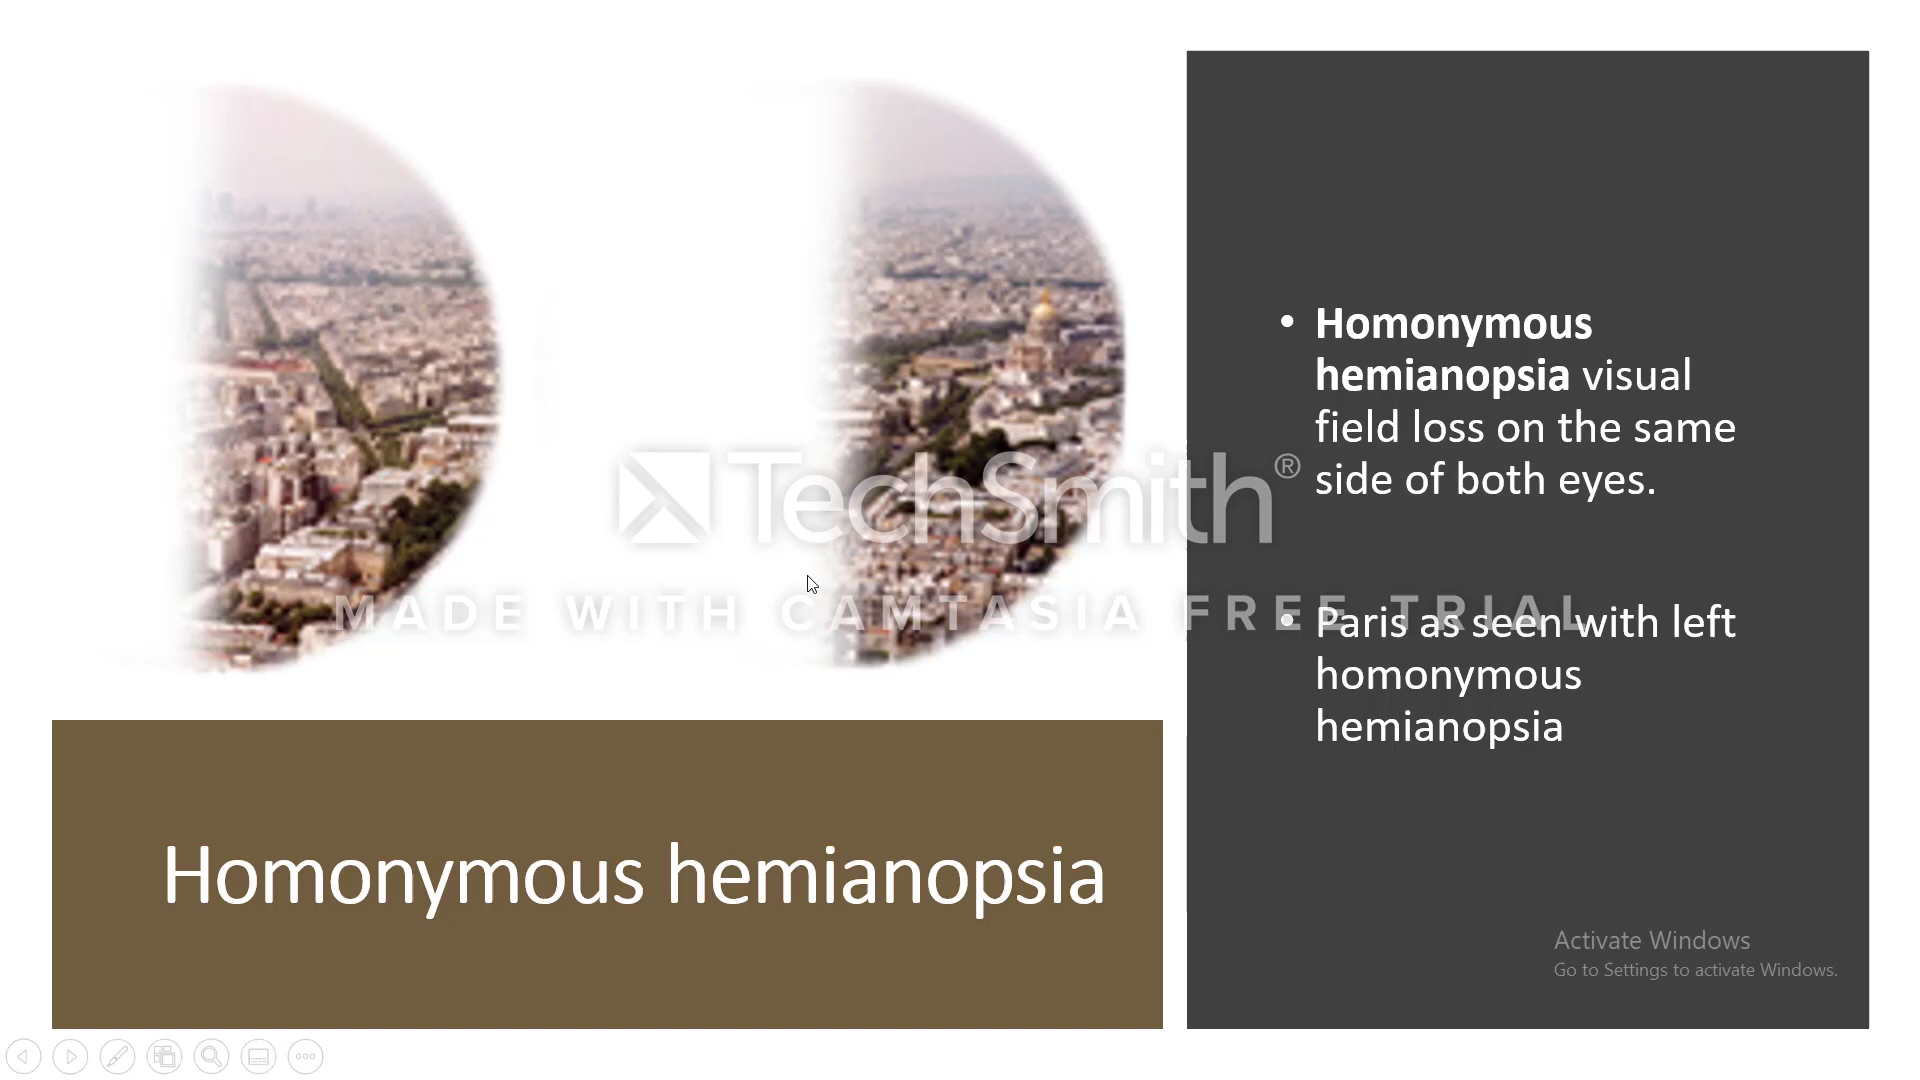 • Homonymous
hemianopsia visual
field loss on the same
side of both eyes.
TechSmith®
MADE WITH CAMTASIA FREE TRIAL
• Paris as seen with left
homonymous
hemianopsia
Homonymous hemianopsia
Activate Windows
Go to Settings to activate Windows.